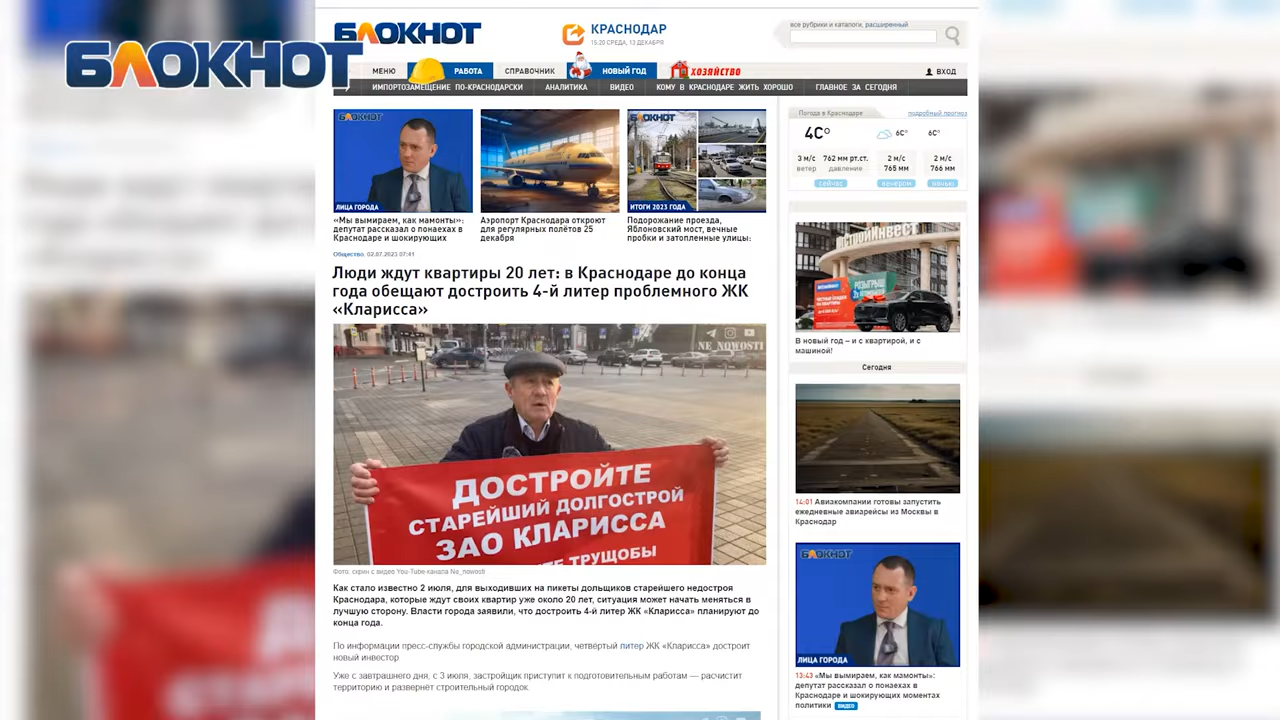 БЛОКНОТ
БЛОКНОТ
КРАСНОДАР
15:20 СРЕДА, 13 ДЕКАБРЯ
все рубрики и каталоги, расширенный
МЕНЮ
РАБОТА
СПРАВОЧНИК
НОВЫЙ ГОД
ХОЗЯЙСТВО
ВХОД
ИМПОРТОЗАМЕЩЕНИЕ ПО-КРАСНОДАРСКИ
АНАЛИТИКА
ВИДЕО
КОМУ В КРАСНОДАРЕ ЖИТЬ ХОРОШО
ГЛАВНОЕ ЗА СЕГОДНЯ
БЛОКНОТ
ЛИЦА ГОРОДА
«Мы вымираем, как мамонты»:
депутат рассказал о понаехах в
Краснодаре и шокирующих
Аэропорт Краснодара откроют
для регулярных полётов 25
декабря
БЛОКНОТ
ИТОГИ 2023 ГОДА
Подорожание проезда,
Яблоновский мост, вечные
пробки и затопленные улицы:
Общество, 02.07.2023 07:41
Люди ждут квартиры 20 лет: в Краснодаре до конца
года обещают достроить 4-й литер проблемного ЖК
«Кларисса»
NE_NOWOSTI
ДОСТРОЙТЕ
СТАРЕЙШИЙ ДОЛГОСТРОЙ
ЗАО КЛАРИССА
ТРУЩОБЫ
Фото: скрин с видео You-Tube-канала Ne_nowosti
Как стало известно 2 июля, для выходивших на пикеты дольщиков старейшего недостроя
Краснодара, которые ждут своих квартир уже около 20 лет, ситуация может начать меняться в
лучшую сторону. Власти города заявили, что достроить 4-й литер ЖК «Кларисса» планируют до
конца года.
По информации пресс-службы городской администрации, четвёртый литер ЖК «Кларисса» достроит
новый инвестор.
Уже с завтрашнего дня, с 3 июля, застройщик приступит к подготовительным работам — расчистит
территорию и развернёт строительный городок.
Погода в Краснодаре
подробный прогноз
4C°
6C°
6C°
3 м/с
762 мм рт.ст.
2 м/с
2 м/с
ветер
давление
765 мм
766 мм
сейчас
вечером
ночью
СТРОЙИНВЕСТ
РОЗЫГРЫШ
В новый год – и с квартирой, и с
машиной!
Сегодня
14:01 Авиакомпании готовы запустить
ежедневные авиарейсы из Москвы в
Краснодар
БЛОКНОТ
ЛИЦА ГОРОДА
13:43 «Мы вымираем, как мамонты»:
депутат рассказал о понаехах в
Краснодаре и шокирующих моментах
политики ВИДЕО